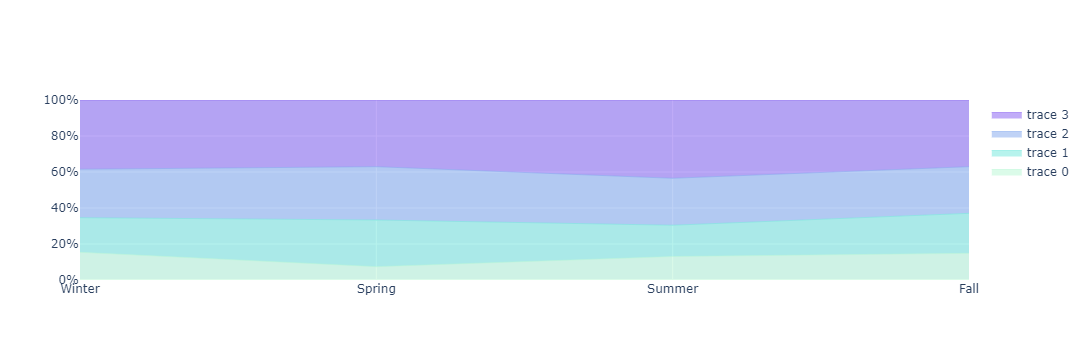 100%
80%
60%
40%
20%
0%
Winter Spring Summer Fall
trace 3
trace 2
trace 1
trace 0